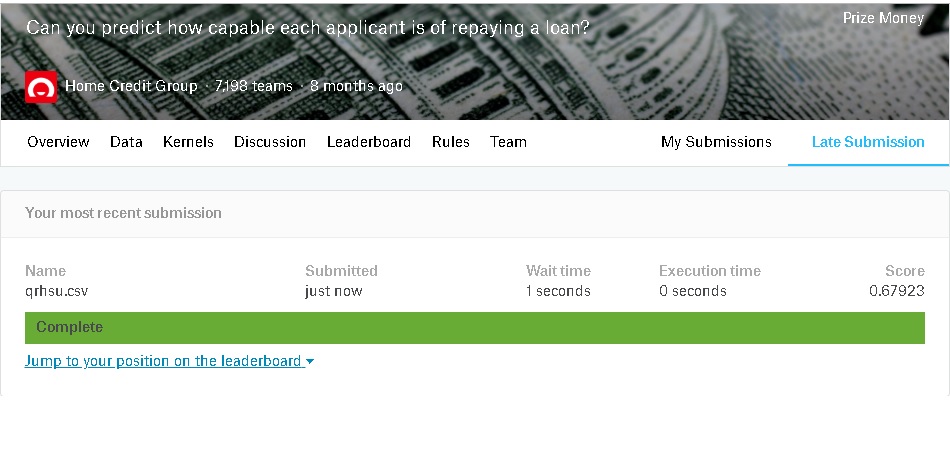 Can you predict how capable each applicant is of repaying a loan?
Prize Money
Home Credit Group · 7,198 teams · 8 months ago
Overview Data Kernels Discussion Leaderboard Rules Team My Submissions Late Submission
Your most recent submission
Name Submitted Wait time Execution time Score
qrhsu.csv just now 1 seconds 0 seconds 0.67923
Complete
Jump to your position on the leaderboard